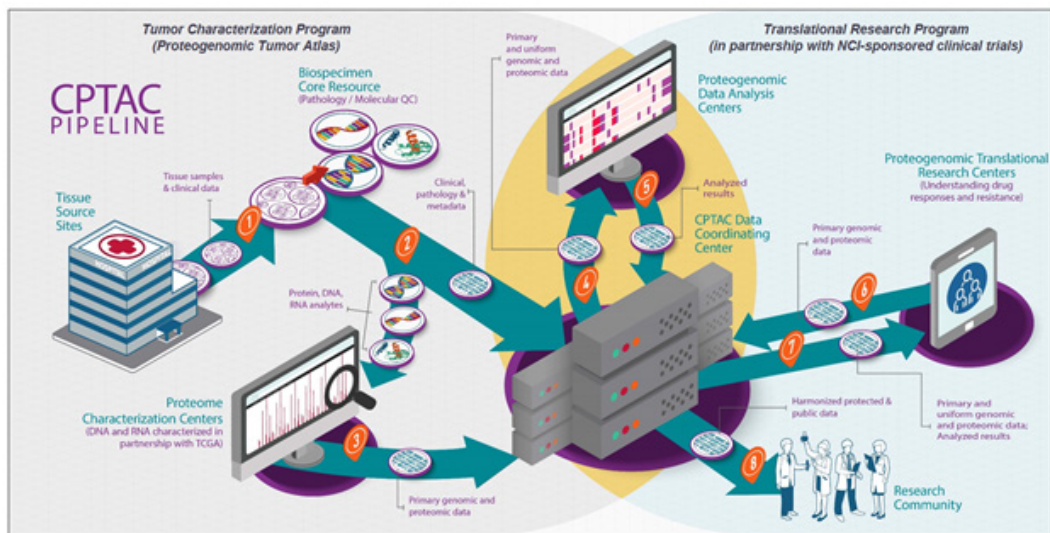 Tumor Characterization Program
(Proteogenomic Tumor Atlas)
Translational Research Program
(in partnership with NCI-sponsored clinical trials)
CPTAC
PIPELINE
Biospecimen
Core Resource
(Pathology / Molecular QC)
Primary
and uniform
genomic and
proteomic data
Proteogenomic
Data Analysis
Centers
Tissue samples
& clinical data
Tissue
Source
Sites
1
2
Clinical,
pathology &
metadata
4
5
Analyzed
results
CPTAC Data
Coordinating
Center
Proteogenomic Translational
Research Centers
(Understanding drug
responses and resistance)
Primary genomic
and proteomic
data
6
7
Protein, DNA,
RNA analytes
Proteome
Characterization Centers
(DNA and RNA characterized in
partnership with TCGA)
3
Primary genomic and
proteomic data
Harmonized protected &
public data
Primary and
uniform genomic
and proteomic data;
Analyzed results
8
Research
Community